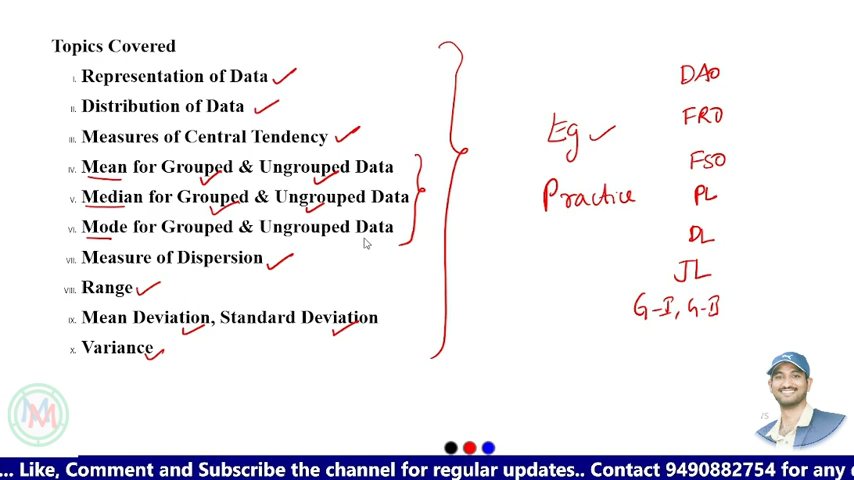 Topics Covered
I. Representation of Data
II. Distribution of Data
III. Measures of Central Tendency
IV. Mean for Grouped & Ungrouped Data
V. Median for Grouped & Ungrouped Data
VI. Mode for Grouped & Ungrouped Data
VII. Measure of Dispersion
VIII. Range
IX. Mean Deviation, Standard Deviation
X. Variance
Eg
Practice
DAO
FRO
FSO
PL
DL
JL
G-I, G-II
MM
VS
... Like, Comment and Subscribe the channel for regular updates.. Contact 9490882754 for any